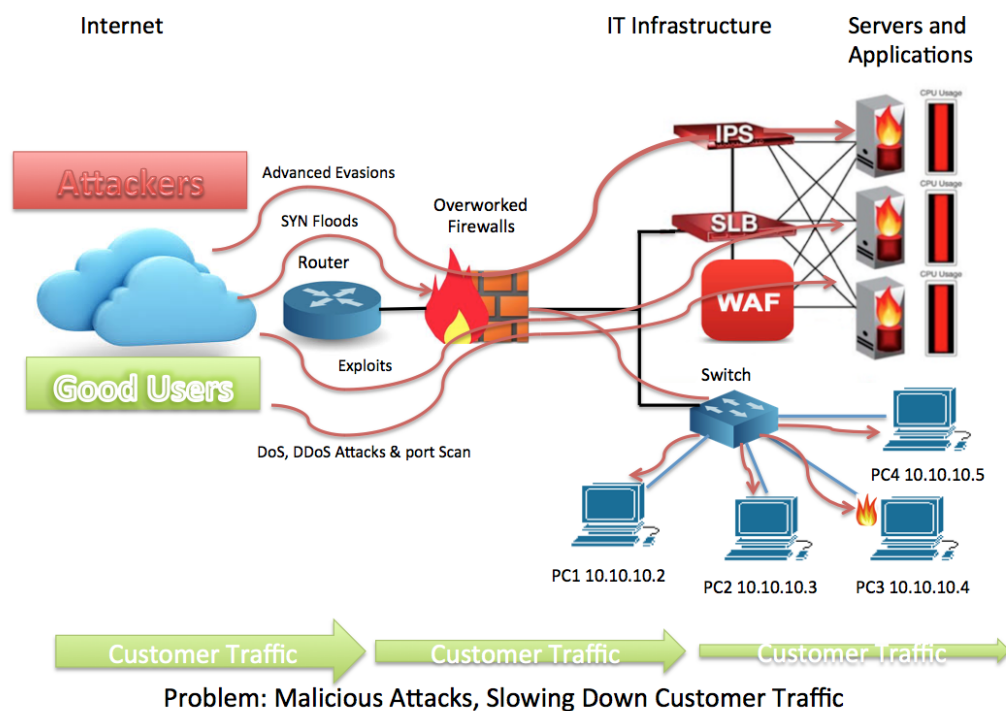 Internet
IT Infrastructure
Servers and
Applications
CPU Usage
IPS
Attackers
Advanced Evasions
Overworked
Firewalls
SYN Floods
CPU Usage
SLB
Router
WAF
CPU Usage
Exploits
Good Users
Switch
DoS, DDoS Attacks & port Scan
PC4 10.10.10.5
PC1 10.10.10.2
PC2 10.10.10.3
PC3 10.10.10.4
Customer Traffic
Customer Traffic
Customer Traffic
Problem: Malicious Attacks, Slowing Down Customer Traffic